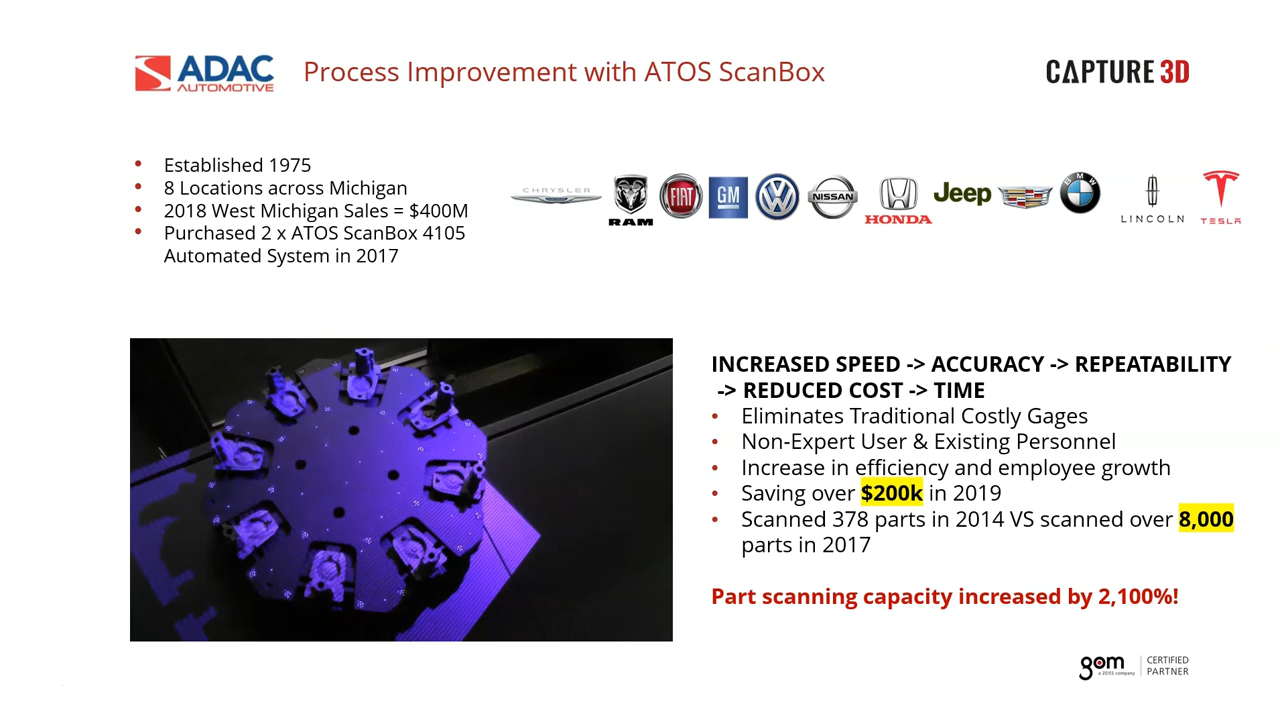 ADAC
AUTOMOTIVE
Process Improvement with ATOS ScanBox
CAPTURE 3D
• Established 1975
• 8 Locations across Michigan
• 2018 West Michigan Sales = $400M
• Purchased 2 x ATOS ScanBox 4105
Automated System in 2017
CHRYSLER
RAM
FIAT
GM
NISSAN
HONDA
Jeep
BMW
LINCOLN
TESLA
INCREASED SPEED -> ACCURACY -> REPEATABILITY
-> REDUCED COST -> TIME
• Eliminates Traditional Costly Gages
• Non-Expert User & Existing Personnel
• Increase in efficiency and employee growth
• Saving over $200k in 2019
• Scanned 378 parts in 2014 VS scanned over 8,000
parts in 2017
Part scanning capacity increased by 2,100%!
gom
a ZEISS company
CERTIFIED
PARTNER